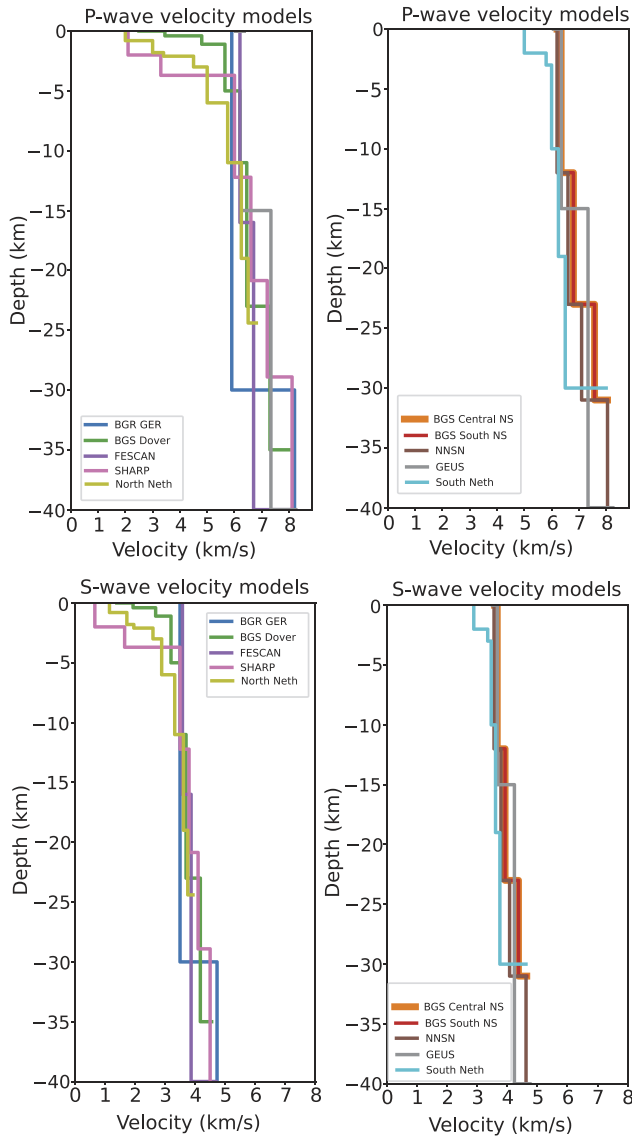 P-wave velocity models
0
−5
−10
−15
−20
−25
−30
−35
−40
Depth (km)
BGR GER
BGS Dover
FESCAN
SHARP
North Neth
0 1 2 3 4 5 6 7 8
Velocity (km/s)
P-wave velocity models
0
−5
−10
−15
−20
−25
−30
−35
−40
Depth (km)
BGS Central NS
BGS South NS
NNSN
GEUS
South Neth
0 1 2 3 4 5 6 7 8
Velocity (km/s)
S-wave velocity models
0
−5
−10
−15
−20
−25
−30
−35
−40
Depth (km)
BGR GER
BGS Dover
FESCAN
SHARP
North Neth
0 1 2 3 4 5 6 7 8
Velocity (km/s)
S-wave velocity models
0
−5
−10
−15
−20
−25
−30
−35
−40
Depth (km)
BGS Central NS
BGS South NS
NNSN
GEUS
South Neth
0 1 2 3 4 5 6 7 8
Velocity (km/s)